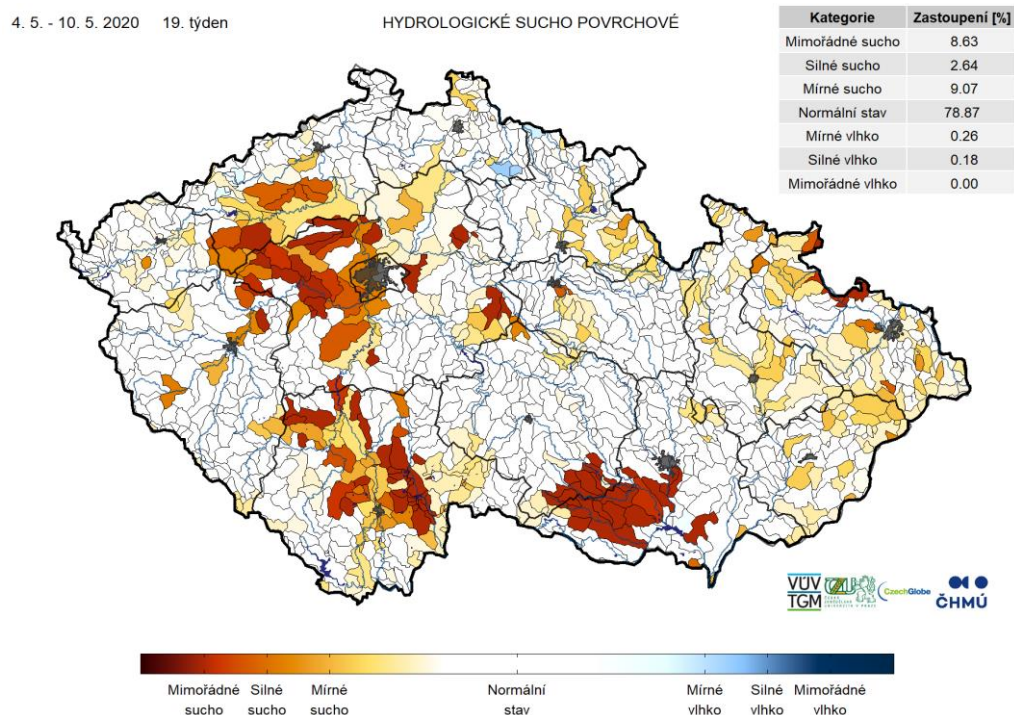 4. 5. - 10. 5. 2020 19. týden
HYDROLOGICKÉ SUCHO POVRCHOVÉ
Kategorie Zastoupení [%]
Mimořádné sucho 8.63
Silné sucho 2.64
Mírné sucho 9.07
Normální stav 78.87
Mírné vlhko 0.26
Silné vlhko 0.18
Mimořádné vlhko 0.00
VÚV
TGM
CzechGlobe
ČHMÚ
Mimořádné Silné Mírné Normální Mírné Silné Mimořádné
sucho sucho sucho stav vlhko vlhko vlhko